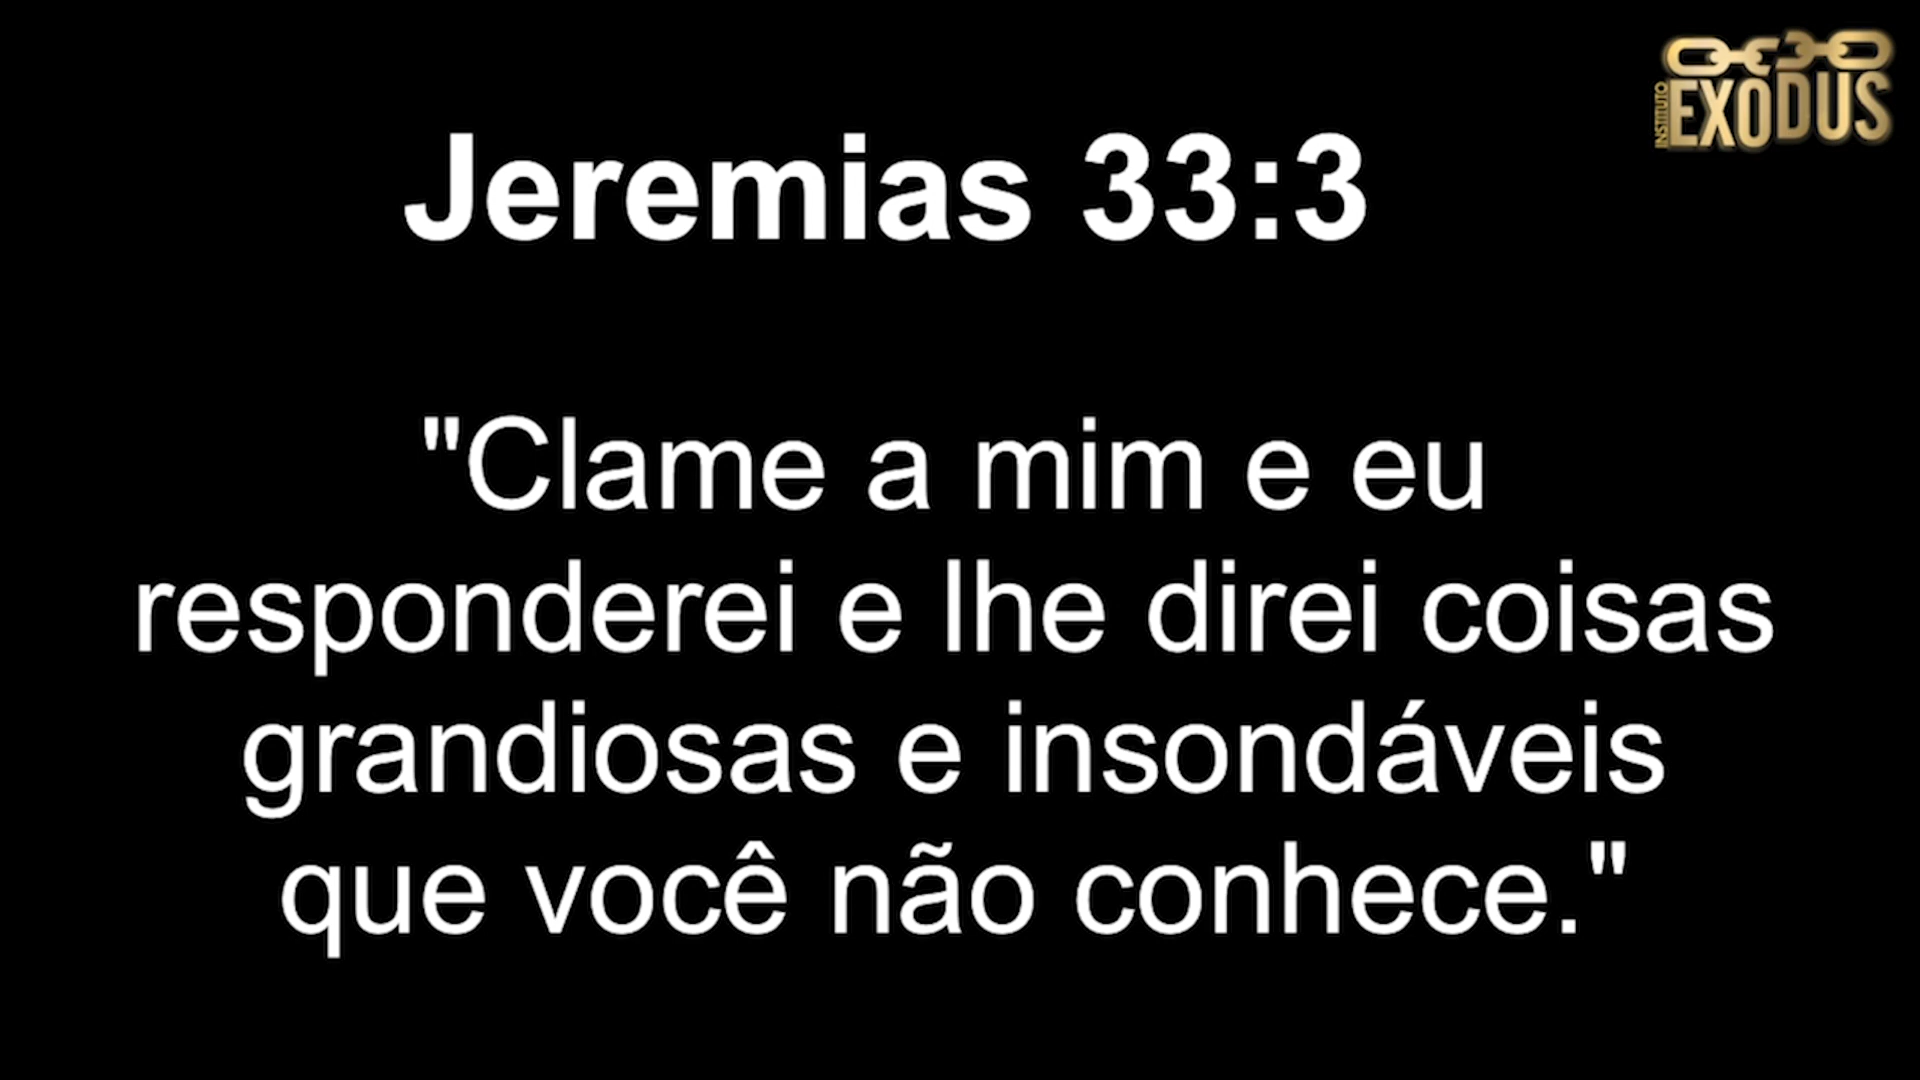 INSTITUTO
EXODUS
Jeremias 33:3
"Clame a mim e eu
responderei e lhe direi coisas
grandiosas e insondáveis
que você não conhece."